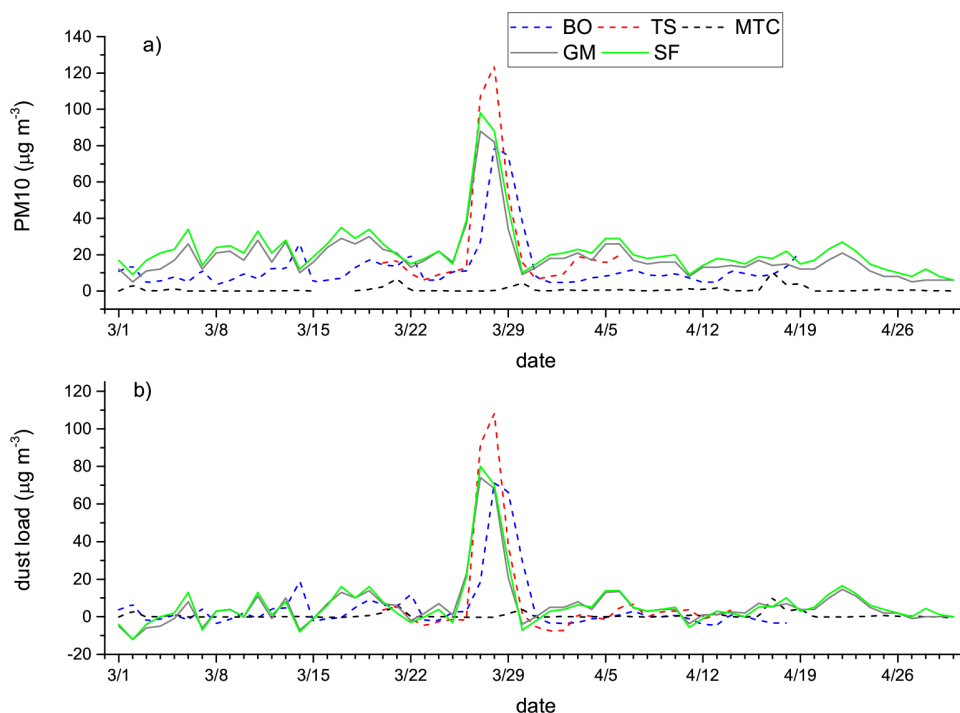 BO TS MTC
GM SF
a)
140
120
100
80
60
40
20
0
PM10 (µg m⁻³)
3/1 3/8 3/15 3/22 3/29 4/5 4/12 4/19 4/26
date
b)
120
100
80
60
40
20
0
-20
dust load (µg m⁻³)
3/1 3/8 3/15 3/22 3/29 4/5 4/12 4/19 4/26
date